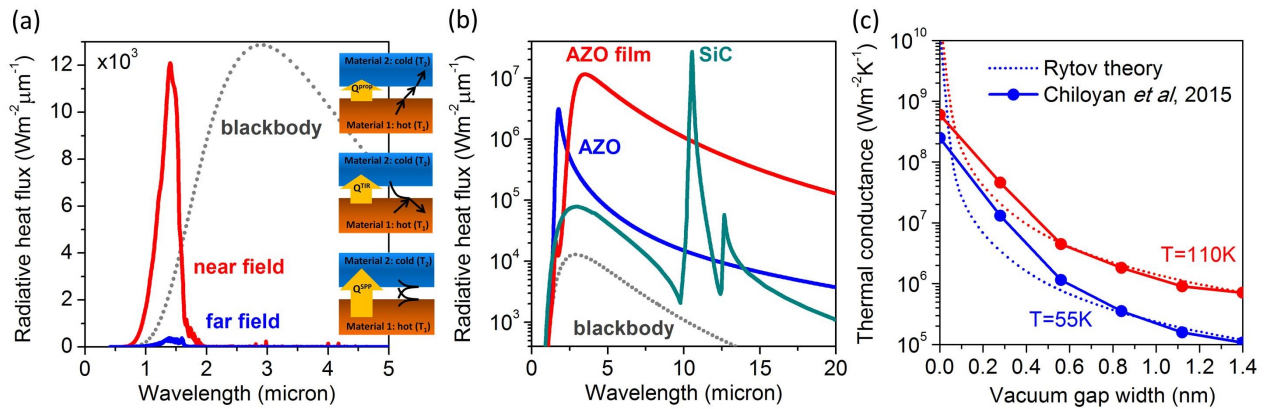 (a)
x10³
12
10
8
6
4
2
0
0 1 2 3 4 5
Radiative heat flux (Wm⁻²μm⁻¹)
Wavelength (micron)
blackbody
near field
far field
Material 2: cold (T₂)
Qᵖʳᵒᵖ
Material 1: hot (T₁)
Material 2: cold (T₂)
Qᵀᴵᴿ
Material 1: hot (T₁)
Material 2: cold (T₂)
Qˢᴾᴾ
Material 1: hot (T₁)
(b)
10⁷
10⁶
10⁵
10⁴
10³
0 5 10 15 20
Radiative heat flux (Wm⁻²μm⁻¹)
Wavelength (micron)
AZO film
SiC
AZO
blackbody
(c)
10¹⁰
10⁹
10⁸
10⁷
10⁶
10⁵
0.0 0.2 0.4 0.6 0.8 1.0 1.2 1.4
Thermal conductance (Wm⁻²K⁻¹)
Vacuum gap width (nm)
Rytov theory
Chiloyan et al, 2015
T=110K
T=55K